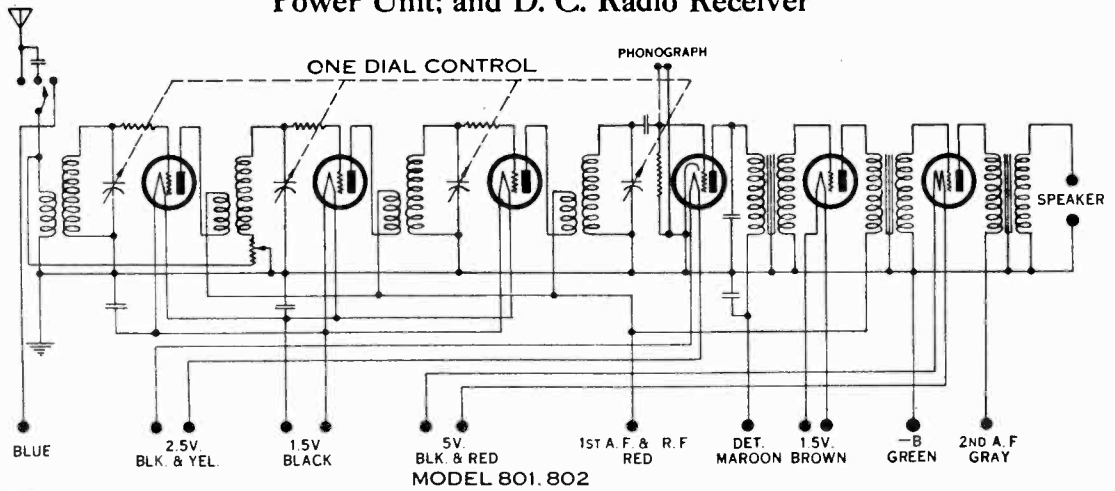 Power Unit; and D. C. Radio Receiver
PHONOGRAPH
ONE DIAL CONTROL
SPEAKER
BLUE
2.5V.
BLK. & YEL.
1.5V
BLACK
5V.
BLK. & RED
1ST A. F. & R. F
RED
DET.
MAROON
1.5V.
BROWN
—B
GREEN
2ND A. F
GRAY
MODEL 801. 802